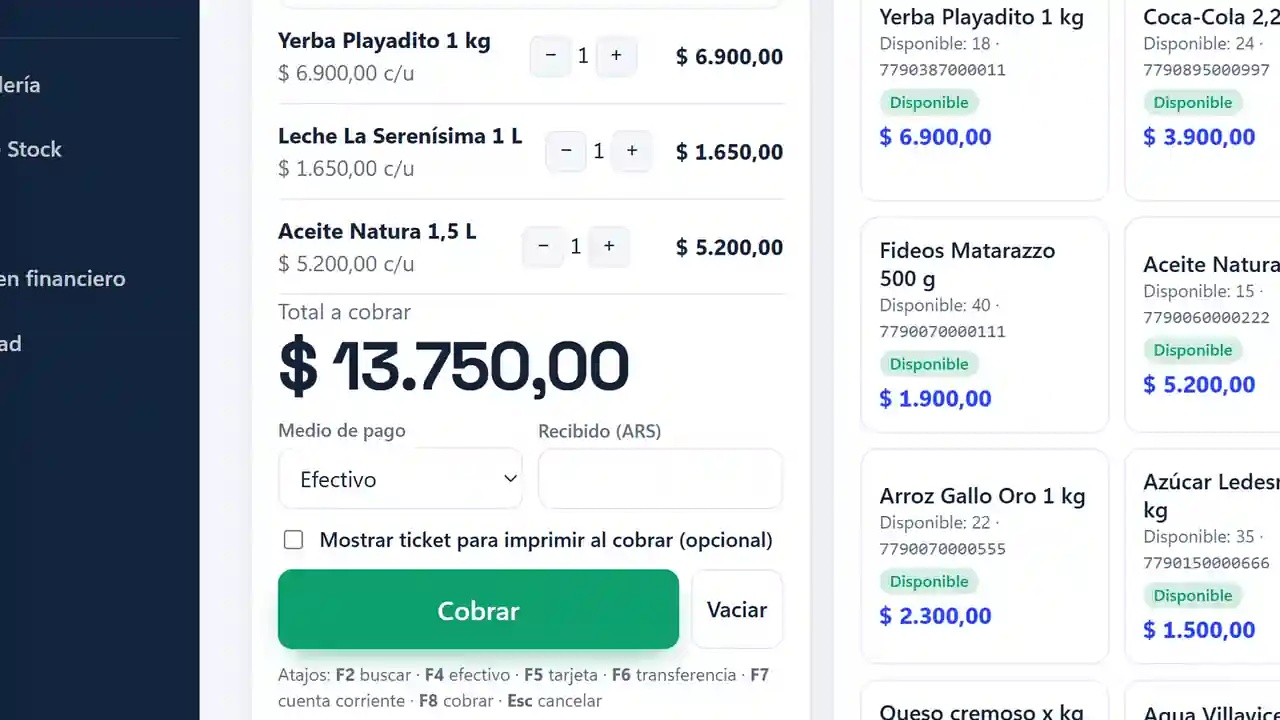 lería
Stock
en financiero
ad
Yerba Playadito 1 kg
$ 6.900,00 c/u
− 1 +
$ 6.900,00
Leche La Serenísima 1 L
$ 1.650,00 c/u
− 1 +
$ 1.650,00
Aceite Natura 1,5 L
$ 5.200,00 c/u
− 1 +
$ 5.200,00
Total a cobrar
$ 13.750,00
Medio de pago
Efectivo
Recibido (ARS)
Mostrar ticket para imprimir al cobrar (opcional)
Cobrar
Vaciar
Atajos: F2 buscar · F4 efectivo · F5 tarjeta · F6 transferencia · F7
cuenta corriente · F8 cobrar · Esc cancelar
Yerba Playadito 1 kg
Disponible: 18 ·
7790387000011
Disponible
$ 6.900,00
Coca-Cola 2,2
Disponible: 24 ·
7790895000997
Disponible
$ 3.900,00
Fideos Matarazzo
500 g
Disponible: 40 ·
7790070000111
Disponible
$ 1.900,00
Aceite Natura
Disponible: 15 ·
7790060000222
Disponible
$ 5.200,00
Arroz Gallo Oro 1 kg
Disponible: 22 ·
7790070000555
Disponible
$ 2.300,00
Azúcar Ledes
kg
Disponible: 35 ·
7790150000666
Disponible
$ 1.500,00
Queso cremoso x kg
Agua Villavice